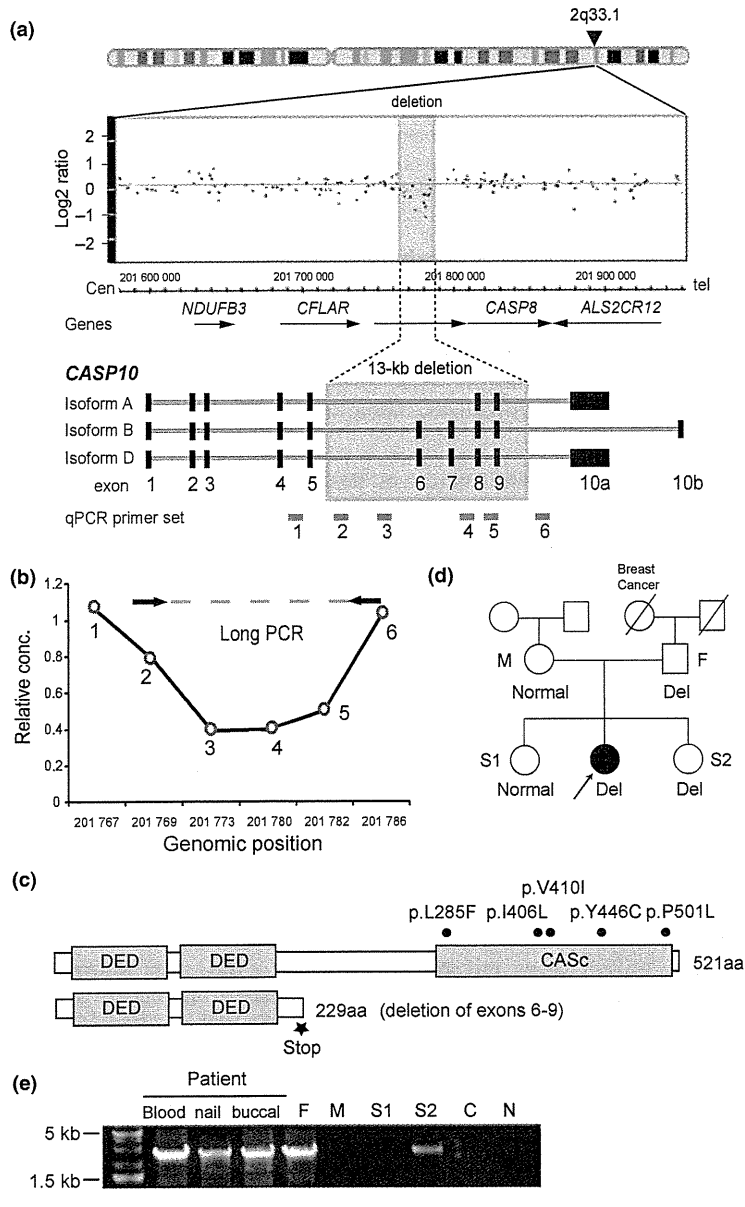 (a)
2q33.1
deletion
Log2 ratio
2
1
0
−1
−2
Cen
201 600 000
201 700 000
201 800 000
201 900 000
tel
Genes
NDUFB3
CFLAR
CASP8
ALS2CR12
CASP10
13-kb deletion
Isoform A
Isoform B
Isoform D
exon
1
2
3
4
5
6
7
8
9
10a
10b
qPCR primer set
1
2
3
4
5
6
(b)
Relative conc.
1.2
1
0.8
0.6
0.4
0.2
0
Long PCR
1
2
3
4
5
6
201 767
201 769
201 773
201 780
201 782
201 786
Genomic position
(d)
Breast
Cancer
M
F
Normal
Del
S1
S2
Normal
Del
Del
(c)
p.V410I
p.L285F
p.I406L
p.Y446C
p.P501L
DED
DED
CASc
521aa
DED
DED
229aa (deletion of exons 6-9)
Stop
(e)
Patient
Blood
nail
buccal
F
M
S1
S2
C
N
5 kb
1.5 kb